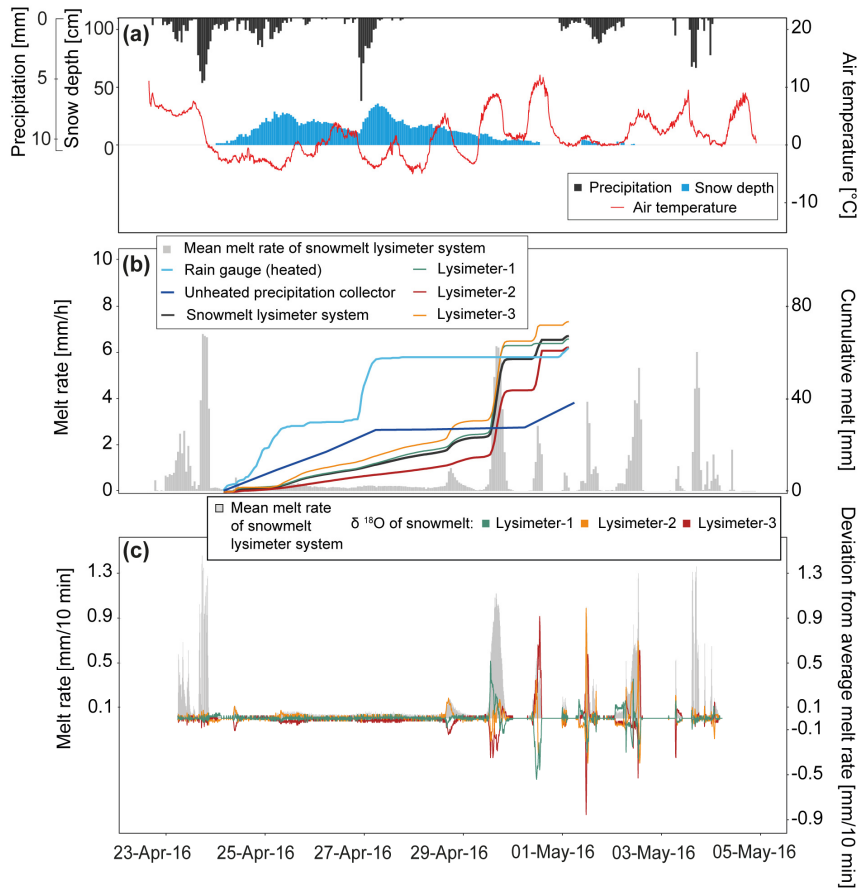 Precipitation [mm]
0
5
10
Snow depth [cm]
100
50
0
(a)
20
10
0
-10
Air temperature [°C]
Precipitation
Snow depth
Air temperature
(b)
Mean melt rate of snowmelt lysimeter system
Rain gauge (heated)
Lysimeter-1
Unheated precipitation collector
Lysimeter-2
Snowmelt lysimeter system
Lysimeter-3
Melt rate [mm/h]
10
8
6
4
2
0
80
40
0
Cumulative melt [mm]
Mean melt rate
of snowmelt
lysimeter system
δ 18O of snowmelt:
Lysimeter-1
Lysimeter-2
Lysimeter-3
(c)
Melt rate [mm/10 min]
1.3
0.9
0.5
0.1
0.5
0.1
-0.1
-0.5
-0.9
Deviation from average melt rate [mm/10 min]
23-Apr-16
25-Apr-16
27-Apr-16
29-Apr-16
01-May-16
03-May-16
05-May-16